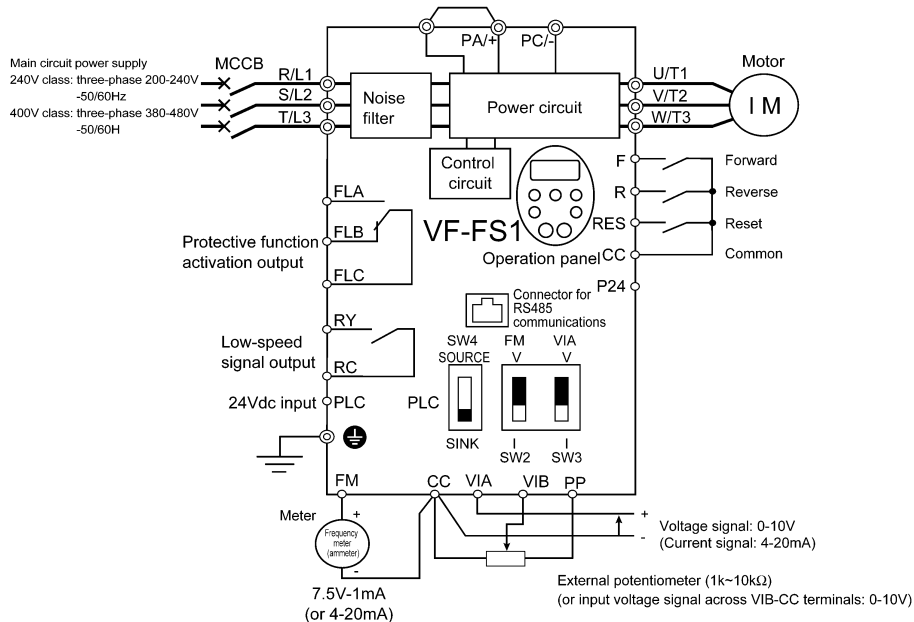 PA/+
PC/-
Main circuit power supply
MCCB
240V class: three-phase 200-240V
-50/60Hz
400V class: three-phase 380-480V
-50/60H
R/L1
S/L2
T/L3
Noise
filter
Power circuit
U/T1
V/T2
W/T3
Motor
I M
Control
circuit
F
Forward
R
Reverse
RES
Reset
CC
Common
P24
FLA
FLB
FLC
Protective function
activation output
VF-FS1
Operation panel
Connector for
RS485
communications
RY
RC
Low-speed
signal output
SW4
SOURCE
FM
V
VIA
V
24Vdc input
PLC
PLC
SINK
I
SW2
I
SW3
FM
CC
VIA
VIB
PP
Meter
+
Frequency
meter
(ammeter)
-
7.5V-1mA
(or 4-20mA)
+
-
Voltage signal: 0-10V
(Current signal: 4-20mA)
External potentiometer (1k~10kΩ)
(or input voltage signal across VIB-CC terminals: 0-10V)